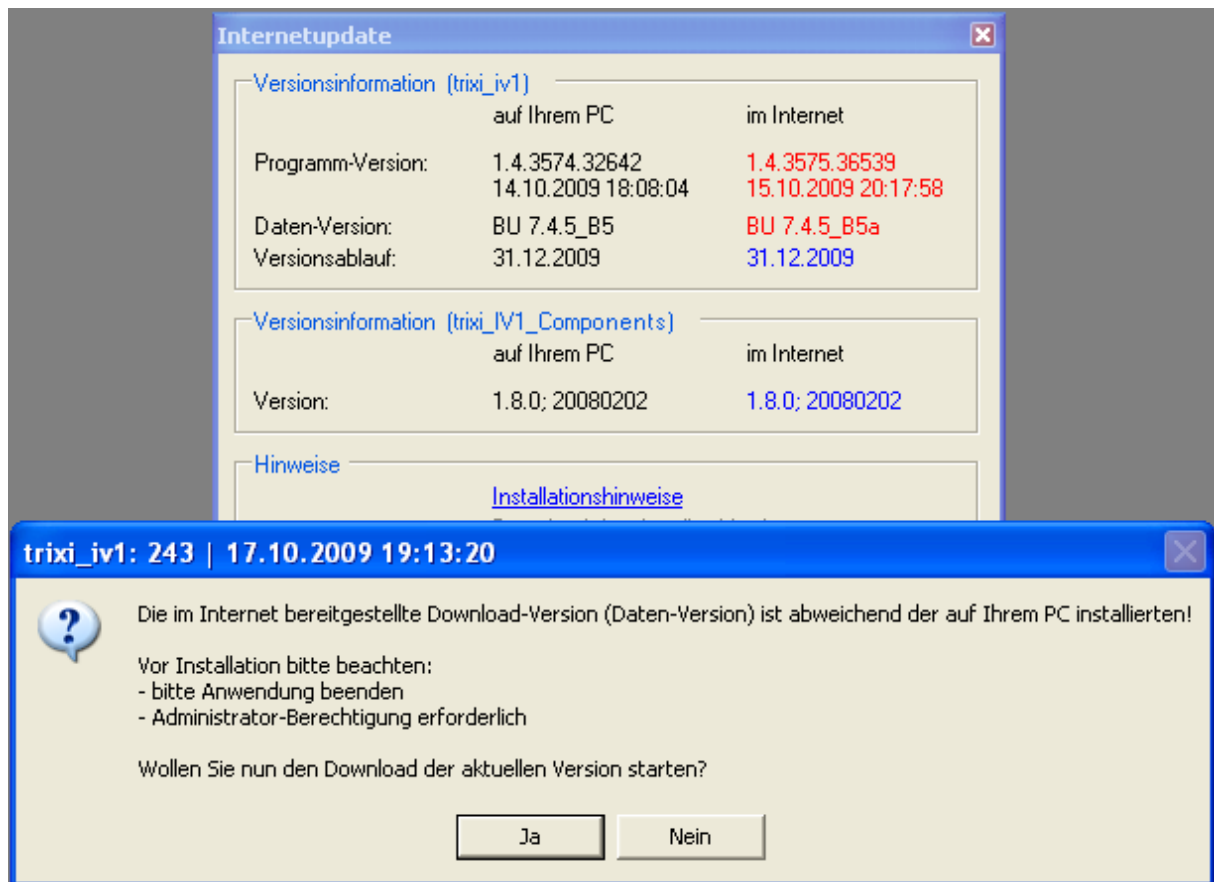 Internetupdate
Versionsinformation (trixi_iv1)
auf Ihrem PC im Internet
Programm-Version: 1.4.3574.32642 1.4.3575.36539
14.10.2009 18:08:04 15.10.2009 20:17:58
Daten-Version: BU 7.4.5_B5 BU 7.4.5_B5a
Versionsablauf: 31.12.2009 31.12.2009
Versionsinformation (trixi_IV1_Components)
auf Ihrem PC im Internet
Version: 1.8.0; 20080202 1.8.0; 20080202
Hinweise
Installationshinweise
trixi_iv1: 243 | 17.10.2009 19:13:20
Die im Internet bereitgestellte Download-Version (Daten-Version) ist abweichend der auf Ihrem PC installierten!
Vor Installation bitte beachten:
- bitte Anwendung beenden
- Administrator-Berechtigung erforderlich
Wollen Sie nun den Download der aktuellen Version starten?
Ja Nein